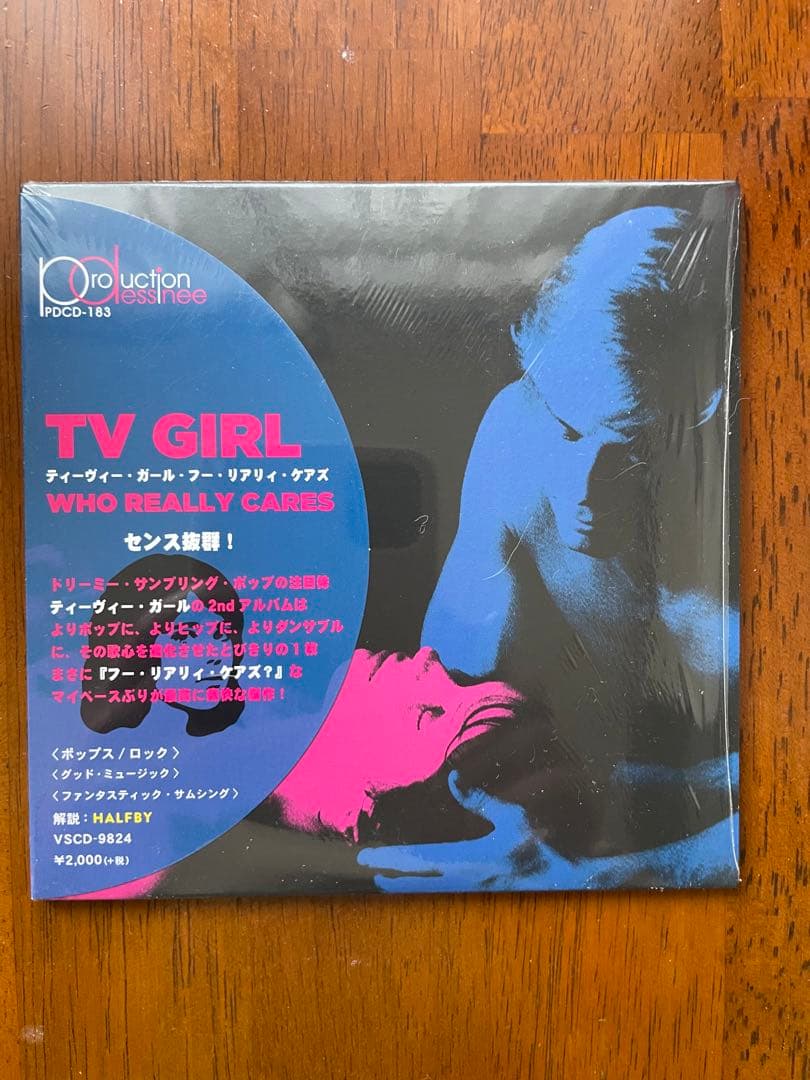 production dessinee
PDCD-183
TV GIRL
ティーヴィー・ガール・フー・リアリィ・ケアズ
WHO REALLY CARES
センス抜群！
ドリーミー・サンプリング・ポップの注目株
ティーヴィー・ガールの2ndアルバムは
よりポップに、よりヒップに、よりダンサブル
に、その歌心を進化させたとびきりの1枚
まさに『フー・リアリィ・ケアズ？』な
マイペースぶりが最高に痛快な傑作！
〈ポップス/ロック〉
〈グッド・ミュージック〉
〈ファンタスティック・サムシング〉
解説：HALFBY
VSCD-9824
¥2,000(+税)